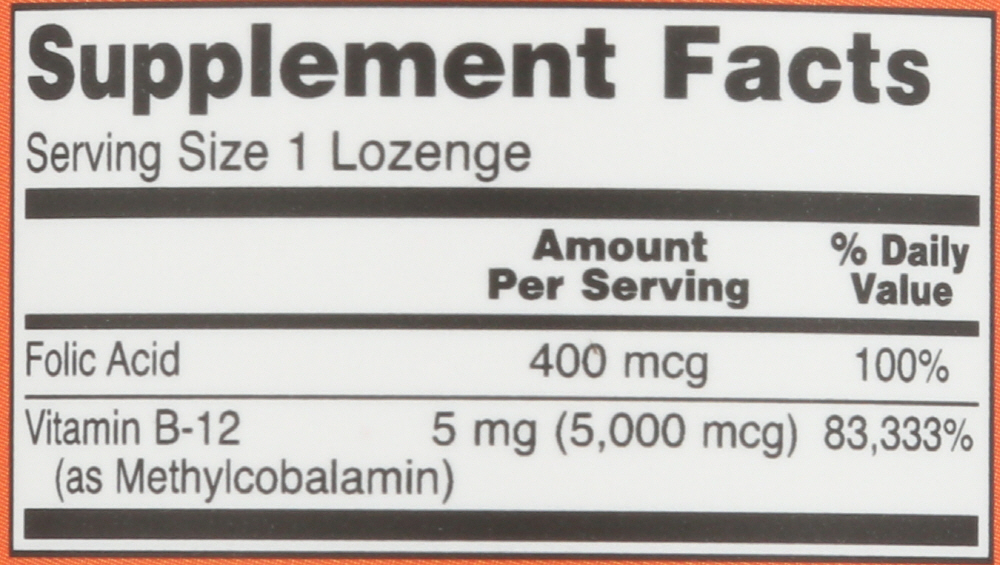 Supplement Facts
Serving Size 1 Lozenge
Amount Per Serving
% Daily Value
Folic Acid 400 mcg 100%
Vitamin B-12 5 mg (5,000 mcg) 83,333%
(as Methylcobalamin)